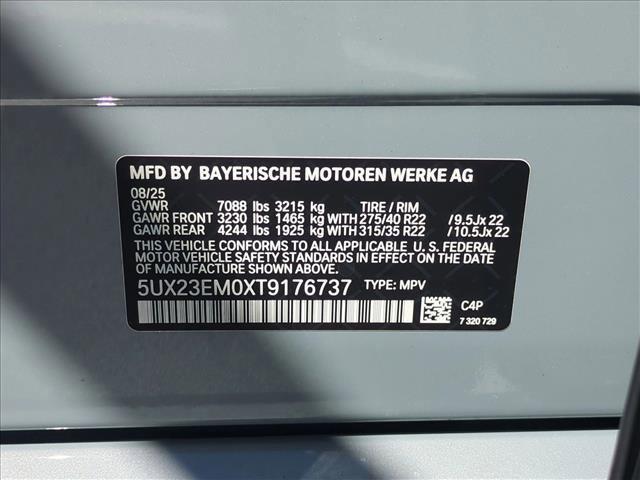 MFD BY BAYERISCHE MOTOREN WERKE AG
08/25
GVWR 7088 lbs 3215 kg TIRE / RIM
GAWR FRONT 3230 lbs 1465 kg WITH 275/40 R22 /9.5Jx 22
GAWR REAR 4244 lbs 1925 kg WITH 315/35 R22 /10.5Jx 22
THIS VEHICLE CONFORMS TO ALL APPLICABLE U. S. FEDERAL
MOTOR VEHICLE SAFETY STANDARDS IN EFFECT ON THE DATE
OF MANUFACTURE SHOWN ABOVE.
5UX23EM0XT9176737 TYPE: MPV
C4P
7 320 729